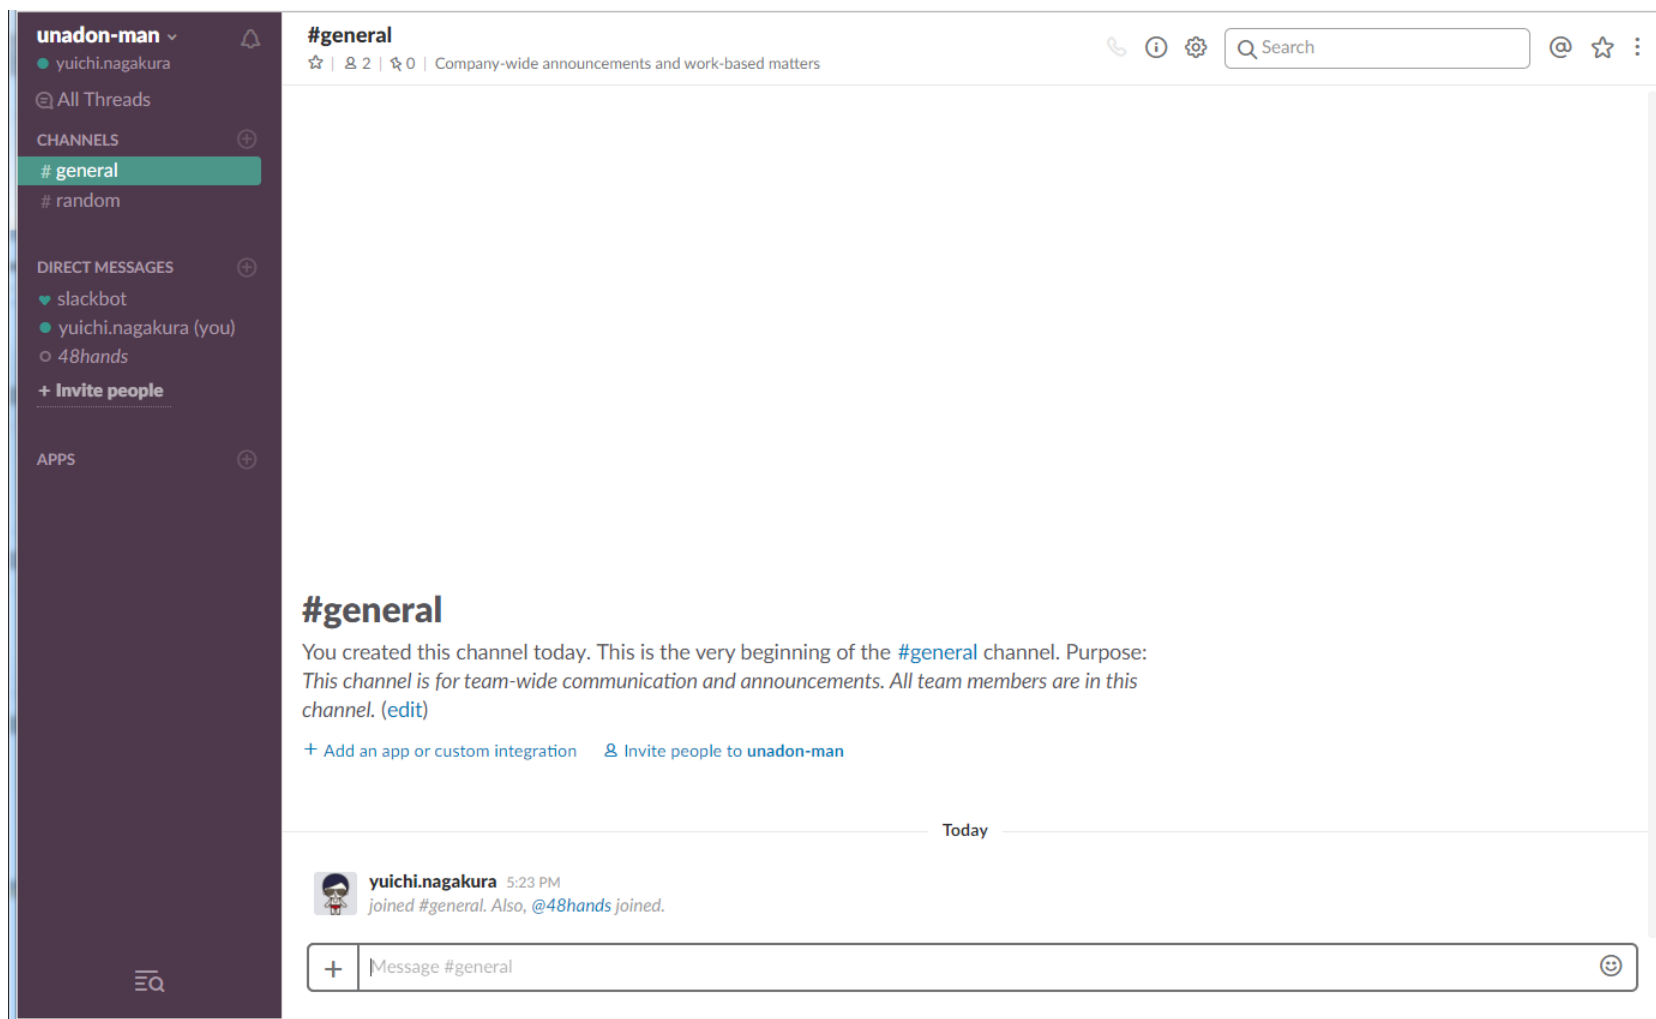 unadon-man
yuichi.nagakura
All Threads
CHANNELS
# general
# random
DIRECT MESSAGES
slackbot
yuichi.nagakura (you)
48hands
+ Invite people
APPS
#general
2 | 0 | Company-wide announcements and work-based matters
Search
#general
You created this channel today. This is the very beginning of the #general channel. Purpose:
This channel is for team-wide communication and announcements. All team members are in this
channel. (edit)
+ Add an app or custom integration
Invite people to unadon-man
Today
yuichi.nagakura 5:23 PM
joined #general. Also, @48hands joined.
+ Message #general